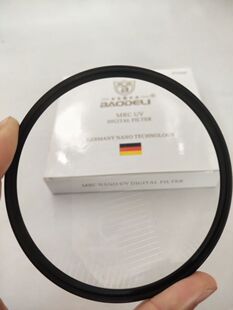 BAODELI
MRC UV
DIGITAL FILTER
GERMANY NANO TECHNOLOGY
MRC NANO UV DIGITAL FILTER